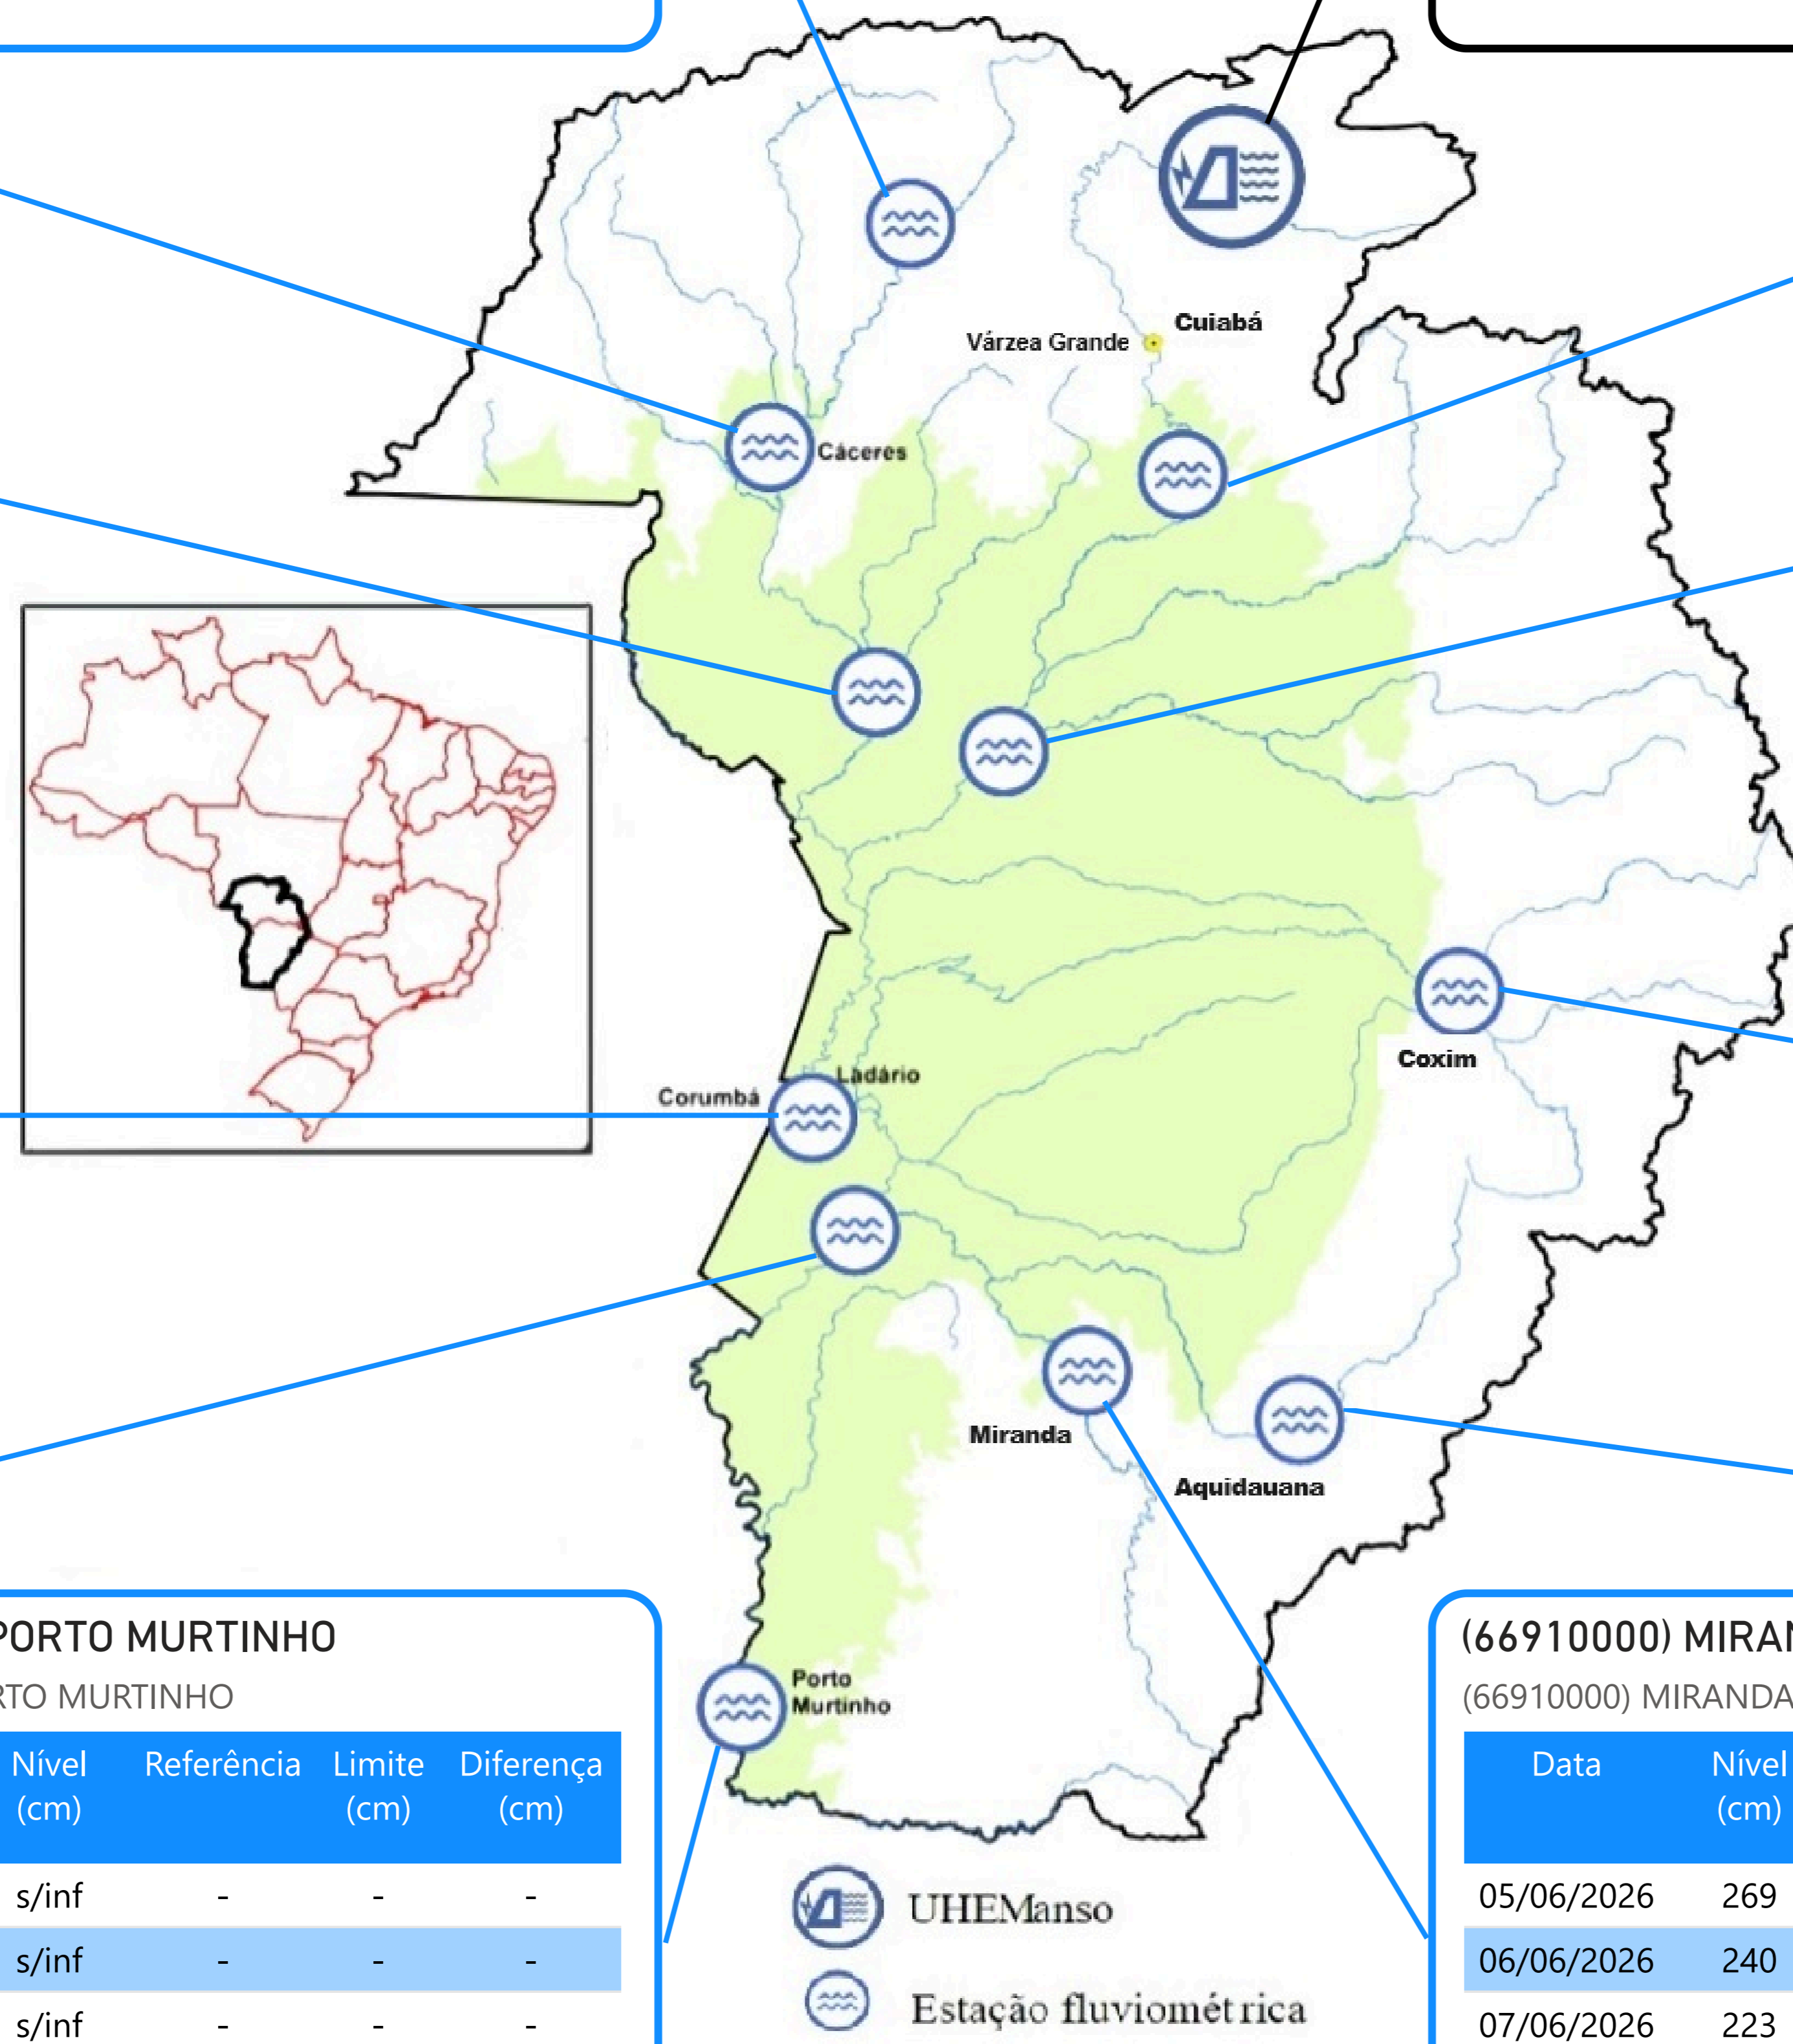 Cuiabá
Várzea Grande
Cáceres
Coxim
Ladário
Corumbá
Miranda
Aquidauana
PORTO MURTINHO
RTO MURTINHO
Nível (cm) Referência Limite (cm) Diferença (cm)
s/inf - - -
s/inf - - -
s/inf - - -
Porto
Murtinho
UHEManso
Estação fluviométrica
(66910000) MIRAN
(66910000) MIRANDA
Data Nível (cm)
05/06/2026 269
06/06/2026 240
07/06/2026 223